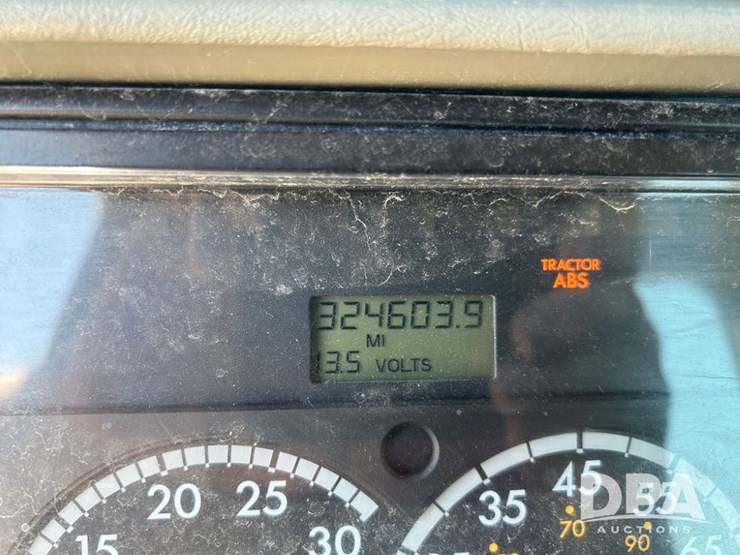 TRACTOR
ABS
324603.9
MI
13.5 VOLTS
15 20 25 30
35 45 55 65
70 90
DBA
AUCTIONS